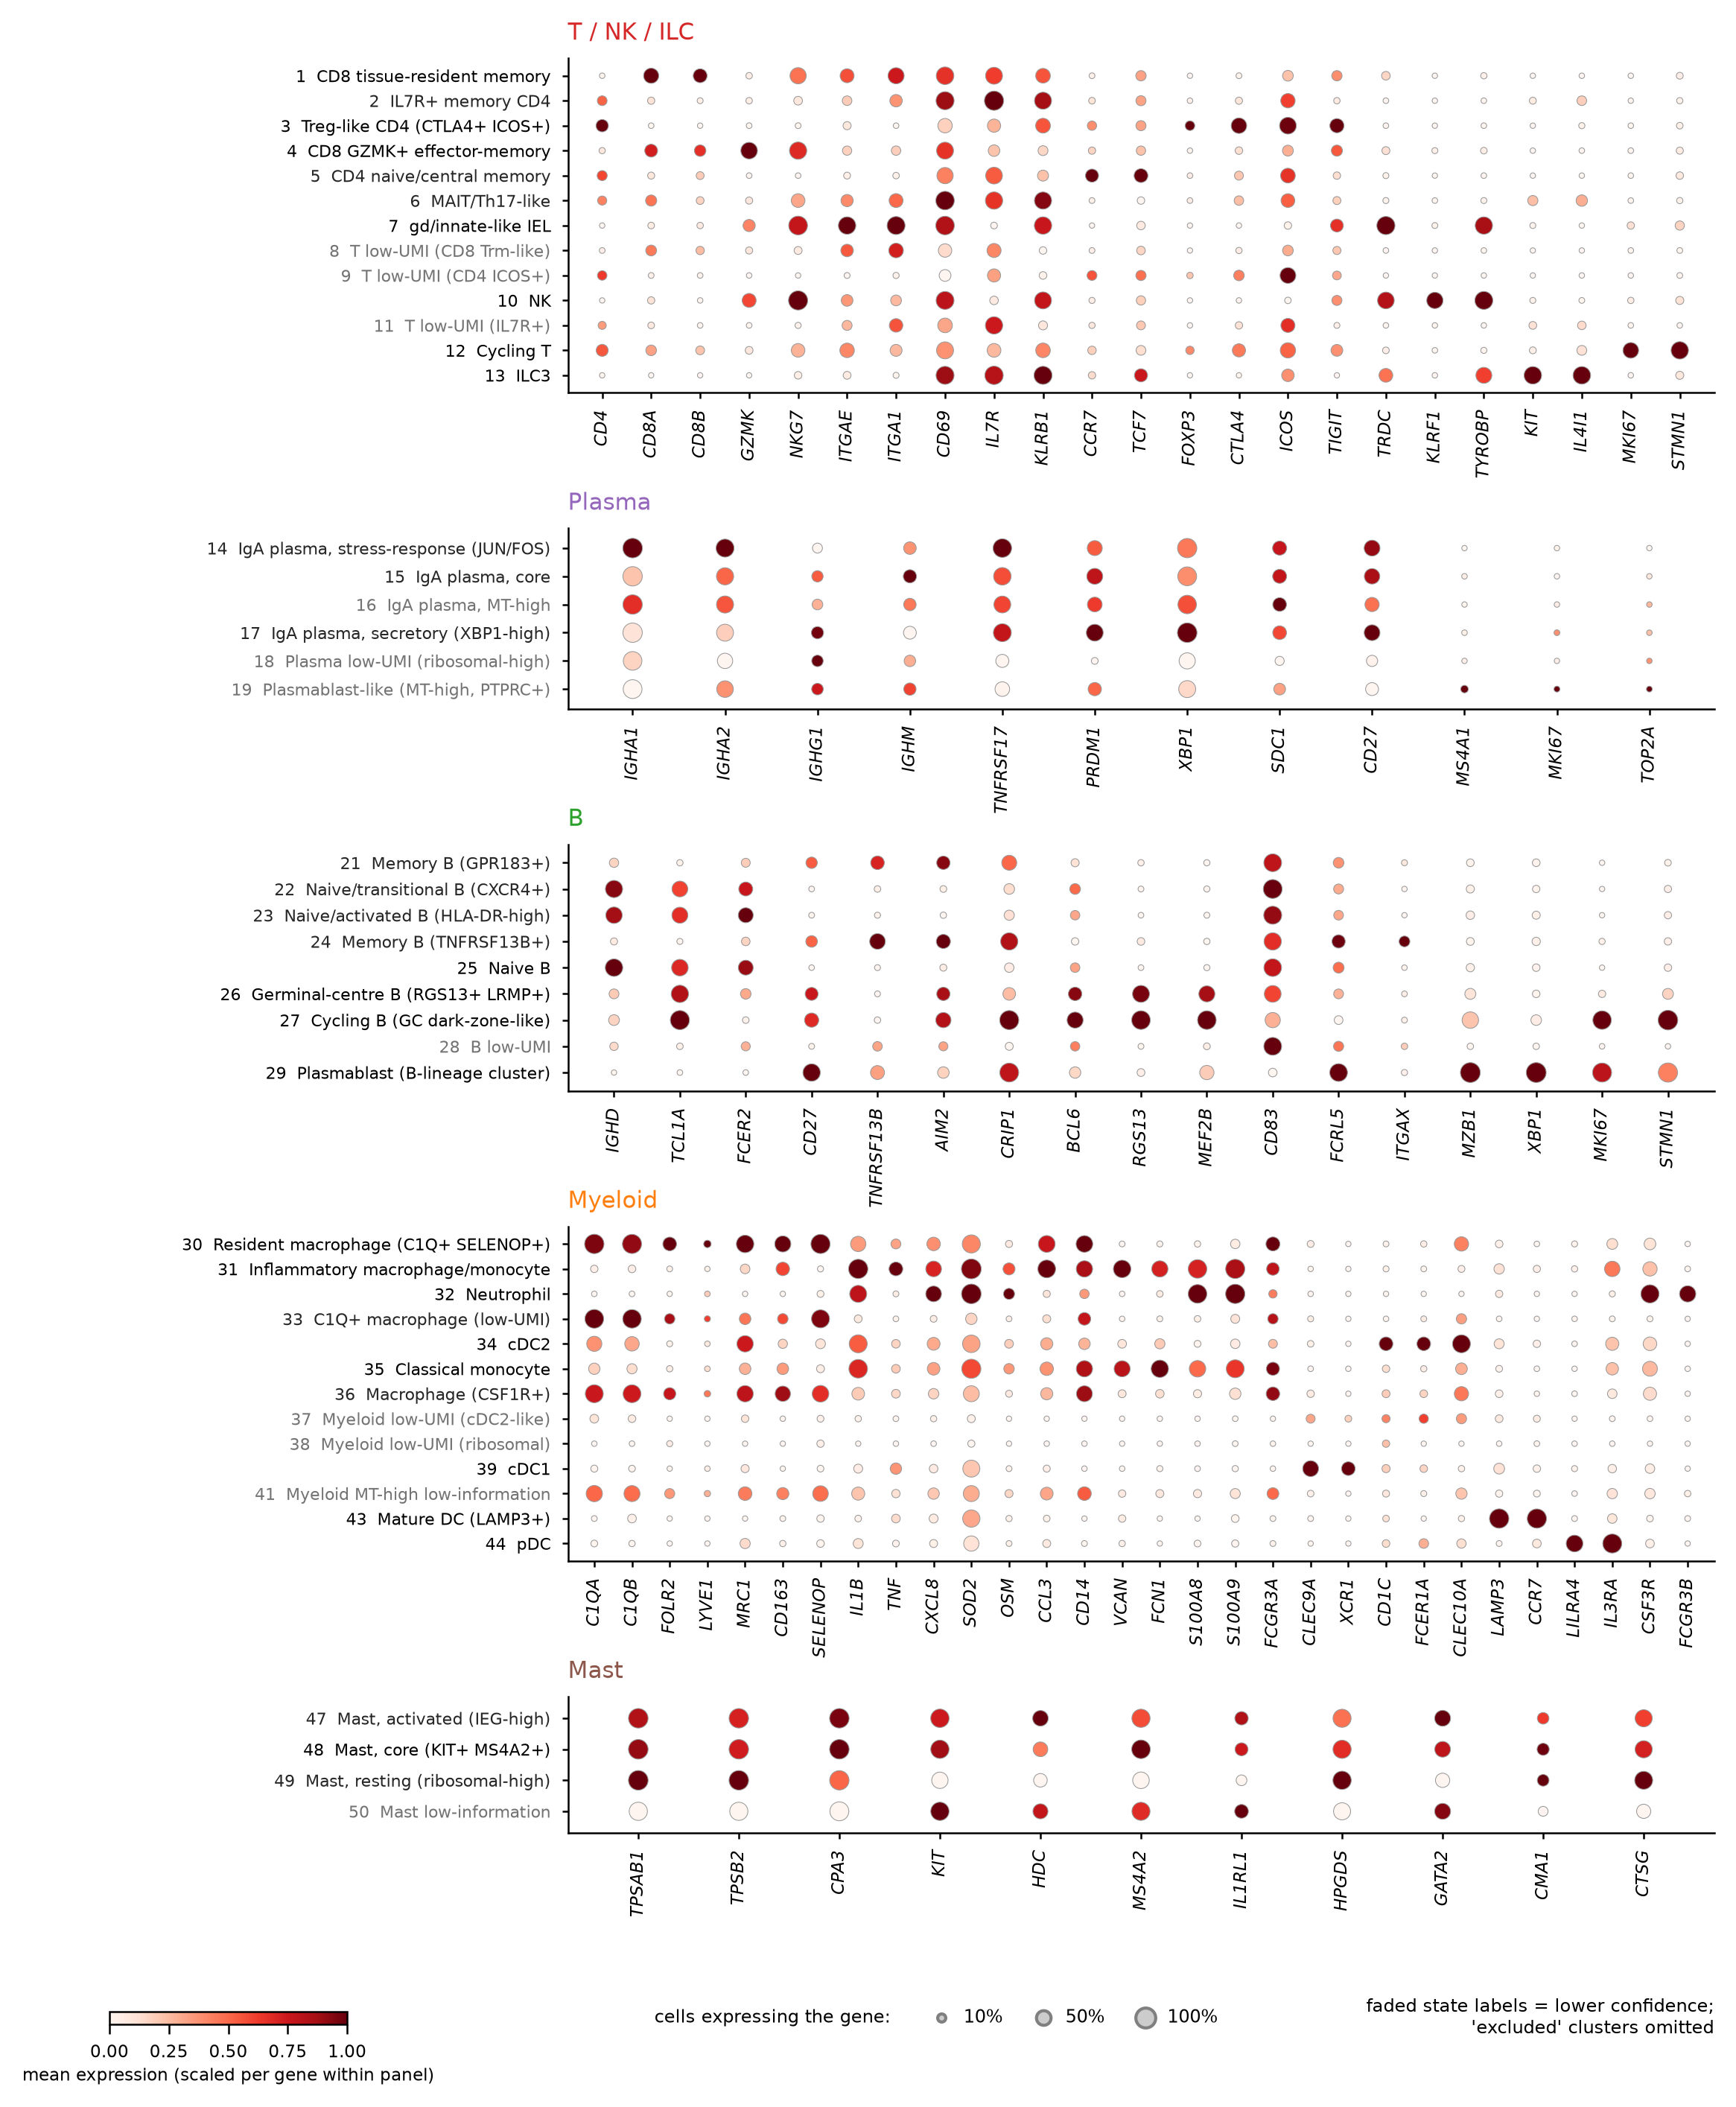 T / NK / ILC
1 CD8 tissue-resident memory
2 IL7R+ memory CD4
3 Treg-like CD4 (CTLA4+ ICOS+)
4 CD8 GZMK+ effector-memory
5 CD4 naive/central memory
6 MAIT/Th17-like
7 gd/innate-like IEL
8 T low-UMI (CD8 Trm-like)
9 T low-UMI (CD4 ICOS+)
10 NK
11 T low-UMI (IL7R+)
12 Cycling T
13 ILC3
CD4 CD8A CD8B GZMK NKG7 ITGAE ITGA1 CD69 IL7R KLRB1 CCR7 TCF7 FOXP3 CTLA4 ICOS TIGIT TRDC KLRF1 TYROBP KIT IL4I1 MKI67 STMN1
Plasma
14 IgA plasma, stress-response (JUN/FOS)
15 IgA plasma, core
16 IgA plasma, MT-high
17 IgA plasma, secretory (XBP1-high)
18 Plasma low-UMI (ribosomal-high)
19 Plasmablast-like (MT-high, PTPRC+)
IGHA1 IGHA2 IGHG1 IGHM TNFRSF17 PRDM1 XBP1 SDC1 CD27 MS4A1 MKI67 TOP2A
B
21 Memory B (GPR183+)
22 Naive/transitional B (CXCR4+)
23 Naive/activated B (HLA-DR-high)
24 Memory B (TNFRSF13B+)
25 Naive B
26 Germinal-centre B (RGS13+ LRMP+)
27 Cycling B (GC dark-zone-like)
28 B low-UMI
29 Plasmablast (B-lineage cluster)
IGHD TCL1A FCER2 CD27 TNFRSF13B AIM2 CRIP1 BCL6 RGS13 MEF2B CD83 FCRL5 ITGAX MZB1 XBP1 MKI67 STMN1
Myeloid
30 Resident macrophage (C1Q+ SELENOP+)
31 Inflammatory macrophage/monocyte
32 Neutrophil
33 C1Q+ macrophage (low-UMI)
34 cDC2
35 Classical monocyte
36 Macrophage (CSF1R+)
37 Myeloid low-UMI (cDC2-like)
38 Myeloid low-UMI (ribosomal)
39 cDC1
41 Myeloid MT-high low-information
43 Mature DC (LAMP3+)
44 pDC
C1QA C1QB FOLR2 LYVE1 MRC1 CD163 SELENOP IL1B TNF CXCL8 SOD2 OSM CCL3 CD14 VCAN FCN1 S100A8 S100A9 FCGR3A CLEC9A XCR1 CD1C FCER1A CLEC10A LAMP3 CCR7 LILRA4 IL3RA CSF3R FCGR3B
Mast
47 Mast, activated (IEG-high)
48 Mast, core (KIT+ MS4A2+)
49 Mast, resting (ribosomal-high)
50 Mast low-information
TPSAB1 TPSB2 CPA3 KIT HDC MS4A2 IL1RL1 HPGDS GATA2 CMA1 CTSG
0.00 0.25 0.50 0.75 1.00
mean expression (scaled per gene within panel)
cells expressing the gene: 10% 50% 100%
faded state labels = lower confidence;
'excluded' clusters omitted